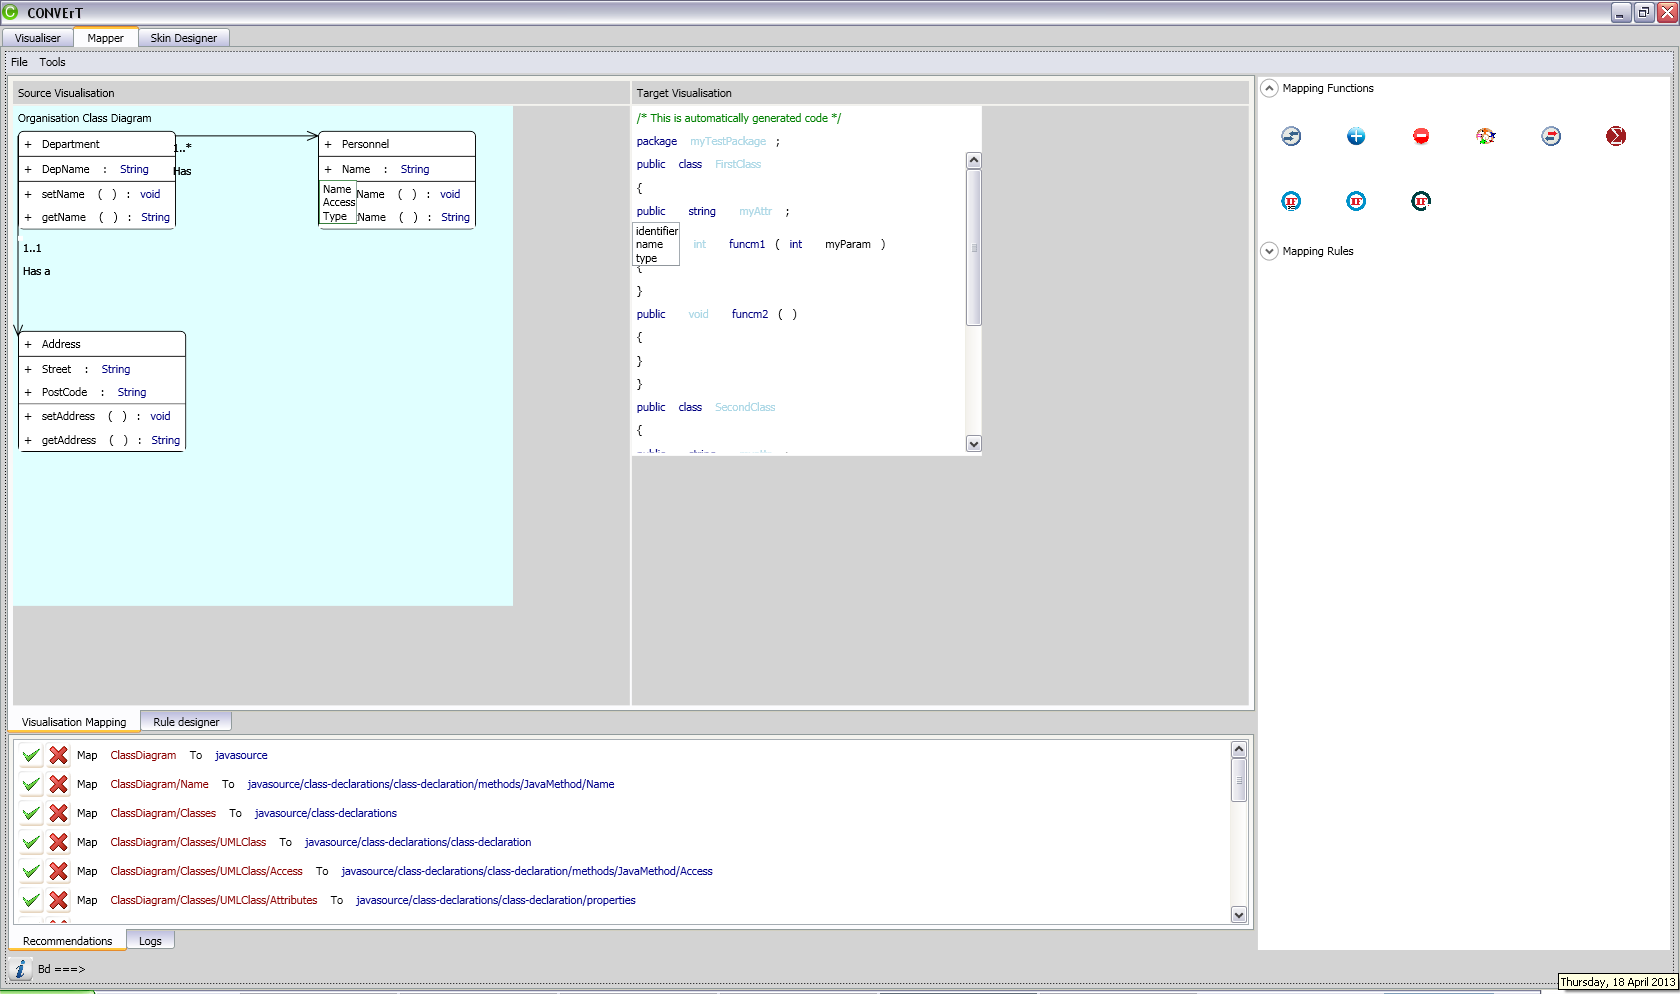 CONVErT
Visualiser Mapper Skin Designer
File Tools
Source Visualisation
Organisation Class Diagram
+ Department
+ DepName : String
+ setName ( ) : void
+ getName ( ) : String
1..*
Has
+ Personnel
+ Name : String
Name
Access
Type
Name ( ) : void
Name ( ) : String
1..1
Has a
+ Address
+ Street : String
+ PostCode : String
+ setAddress ( ) : void
+ getAddress ( ) : String
Target Visualisation
/* This is automatically generated code */
package myTestPackage ;
public class FirstClass
{
public string myAttr ;
identifier
name
type
int funcm1 ( int myParam )
{
}
public void funcm2 ( )
{
}
}
public class SecondClass
{
public string myAttr ;
Mapping Functions
IF IF IF
Mapping Rules
Visualisation Mapping Rule designer
Map ClassDiagram To javasource
Map ClassDiagram/Name To javasource/class-declarations/class-declaration/methods/JavaMethod/Name
Map ClassDiagram/Classes To javasource/class-declarations
Map ClassDiagram/Classes/UMLClass To javasource/class-declarations/class-declaration
Map ClassDiagram/Classes/UMLClass/Access To javasource/class-declarations/class-declaration/methods/JavaMethod/Access
Map ClassDiagram/Classes/UMLClass/Attributes To javasource/class-declarations/class-declaration/properties
Recommendations Logs
Bd ===>
Thursday, 18 April 2013